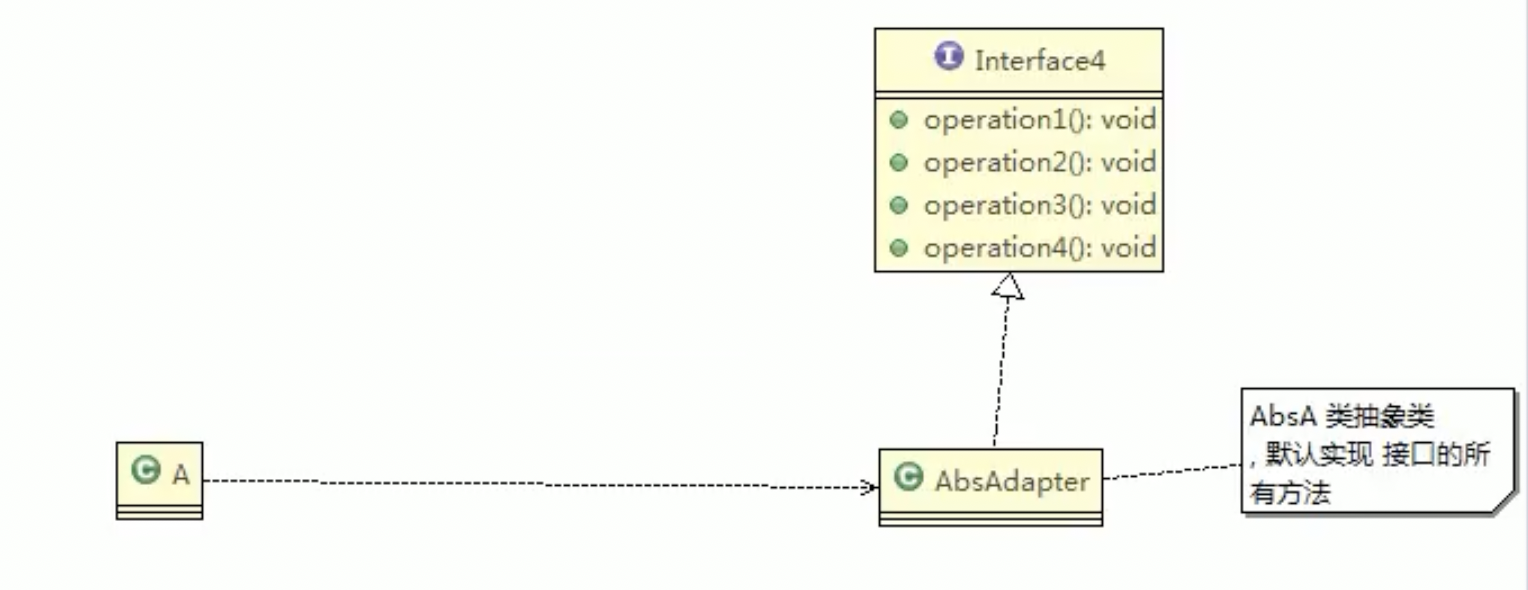 Interface4
operation1(): void
operation2(): void
operation3(): void
operation4(): void
A
AbsAdapter
AbsA 类抽象类
, 默认实现 接口的所
有方法